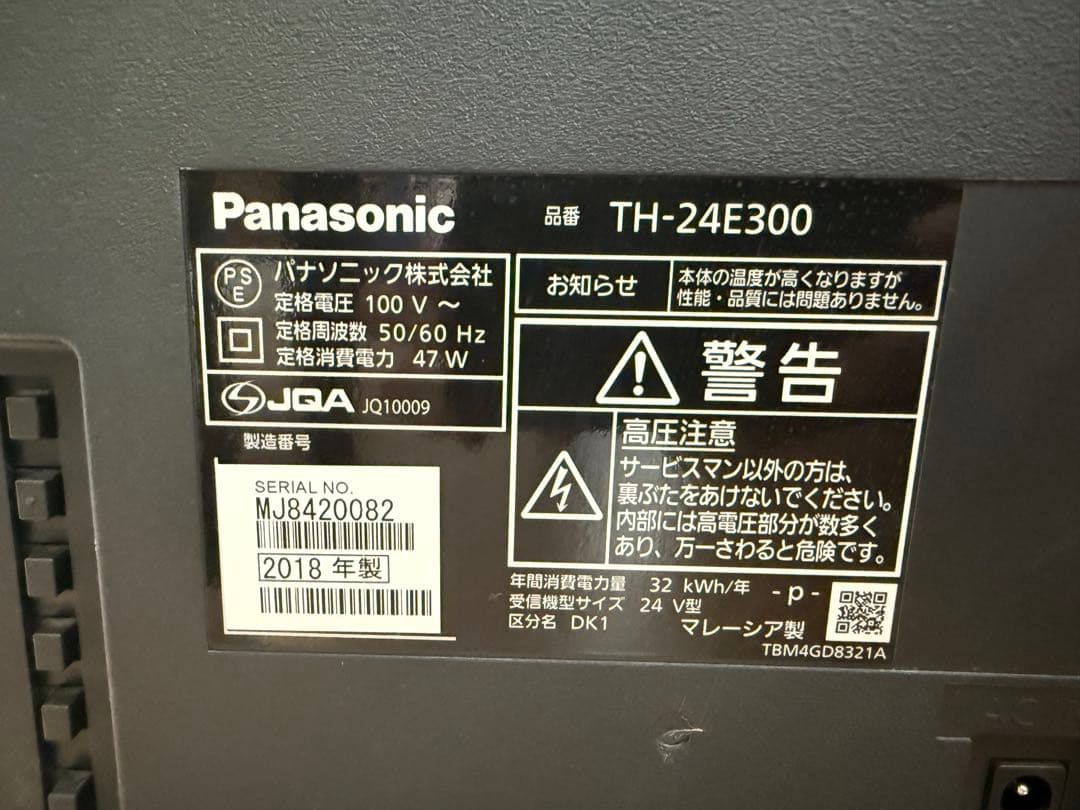 Panasonic 品番 TH-24E300
PS
E
パナソニック株式会社
定格電圧 100 V ～
定格周波数 50/60 Hz
定格消費電力 47 W
JQA JQ10009
製造番号
SERIAL NO.
MJ8420082
2018 年製
お知らせ
本体の温度が高くなりますが
性能・品質には問題ありません。
警告
高圧注意
サービスマン以外の方は、
裏ぶたをあけないでください。
内部には高電圧部分が数多く
あり、万一さわると危険です。
年間消費電力量 32 kWh/年 - p -
受信機型サイズ 24 V型
区分名 DK1 マレーシア製
TBM4GD8321A